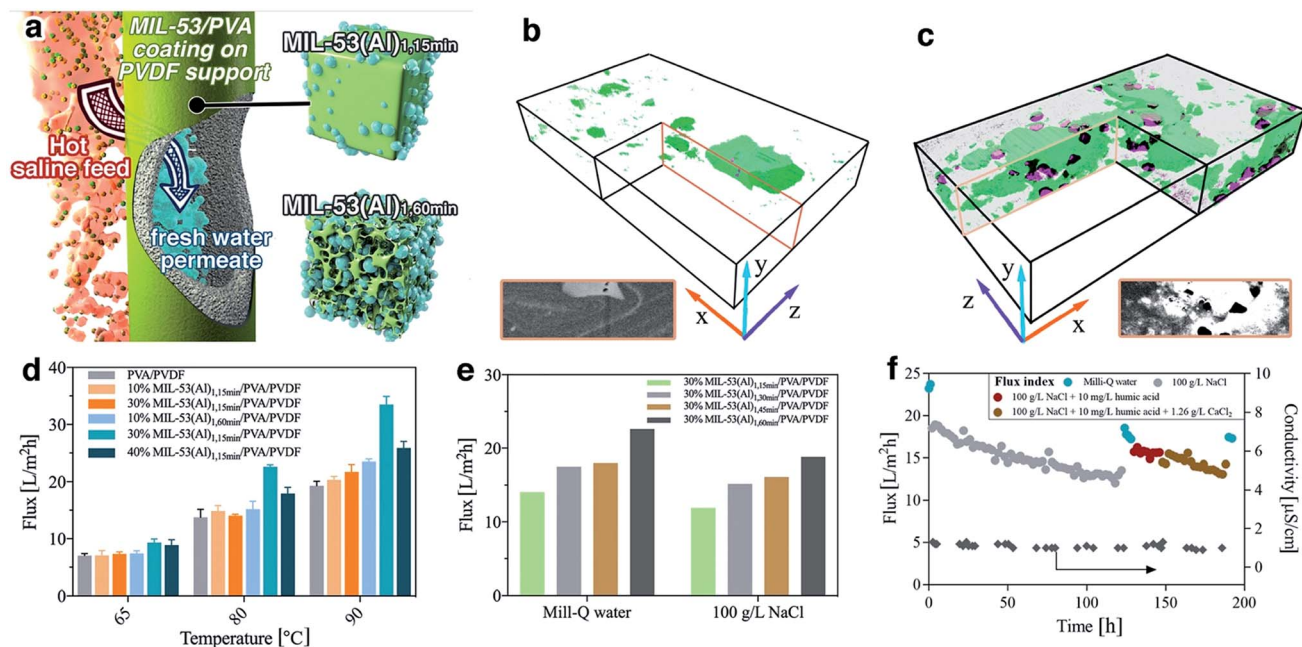 a
MIL-53/PVA
coating on
PVDF support
Hot
saline feed
fresh water
permeate
MIL-53(Al)1,15min
MIL-53(Al)1,60min
b
y
x
z
c
y
z
x
d
PVA/PVDF
10% MIL-53(Al)1,15min/PVA/PVDF
30% MIL-53(Al)1,15min/PVA/PVDF
10% MIL-53(Al)1,60min/PVA/PVDF
30% MIL-53(Al)1,15min/PVA/PVDF
40% MIL-53(Al)1,15min/PVA/PVDF
Flux [L/m²h]
40
30
20
10
0
65
80
90
Temperature [°C]
e
30% MIL-53(Al)1,15min/PVA/PVDF
30% MIL-53(Al)1,30min/PVA/PVDF
30% MIL-53(Al)1,45min/PVA/PVDF
30% MIL-53(Al)1,60min/PVA/PVDF
Flux [L/m²h]
30
20
10
0
Mill-Q water
100 g/L NaCl
f
Flux index
Milli-Q water
100 g/L NaCl
100 g/L NaCl + 10 mg/L humic acid
100 g/L NaCl + 10 mg/L humic acid + 1.26 g/L CaCl2
Flux [L/m²h]
25
20
15
10
5
0
0
50
100
150
200
Time [h]
10
8
6
4
2
0
Conductivity [µS/cm]